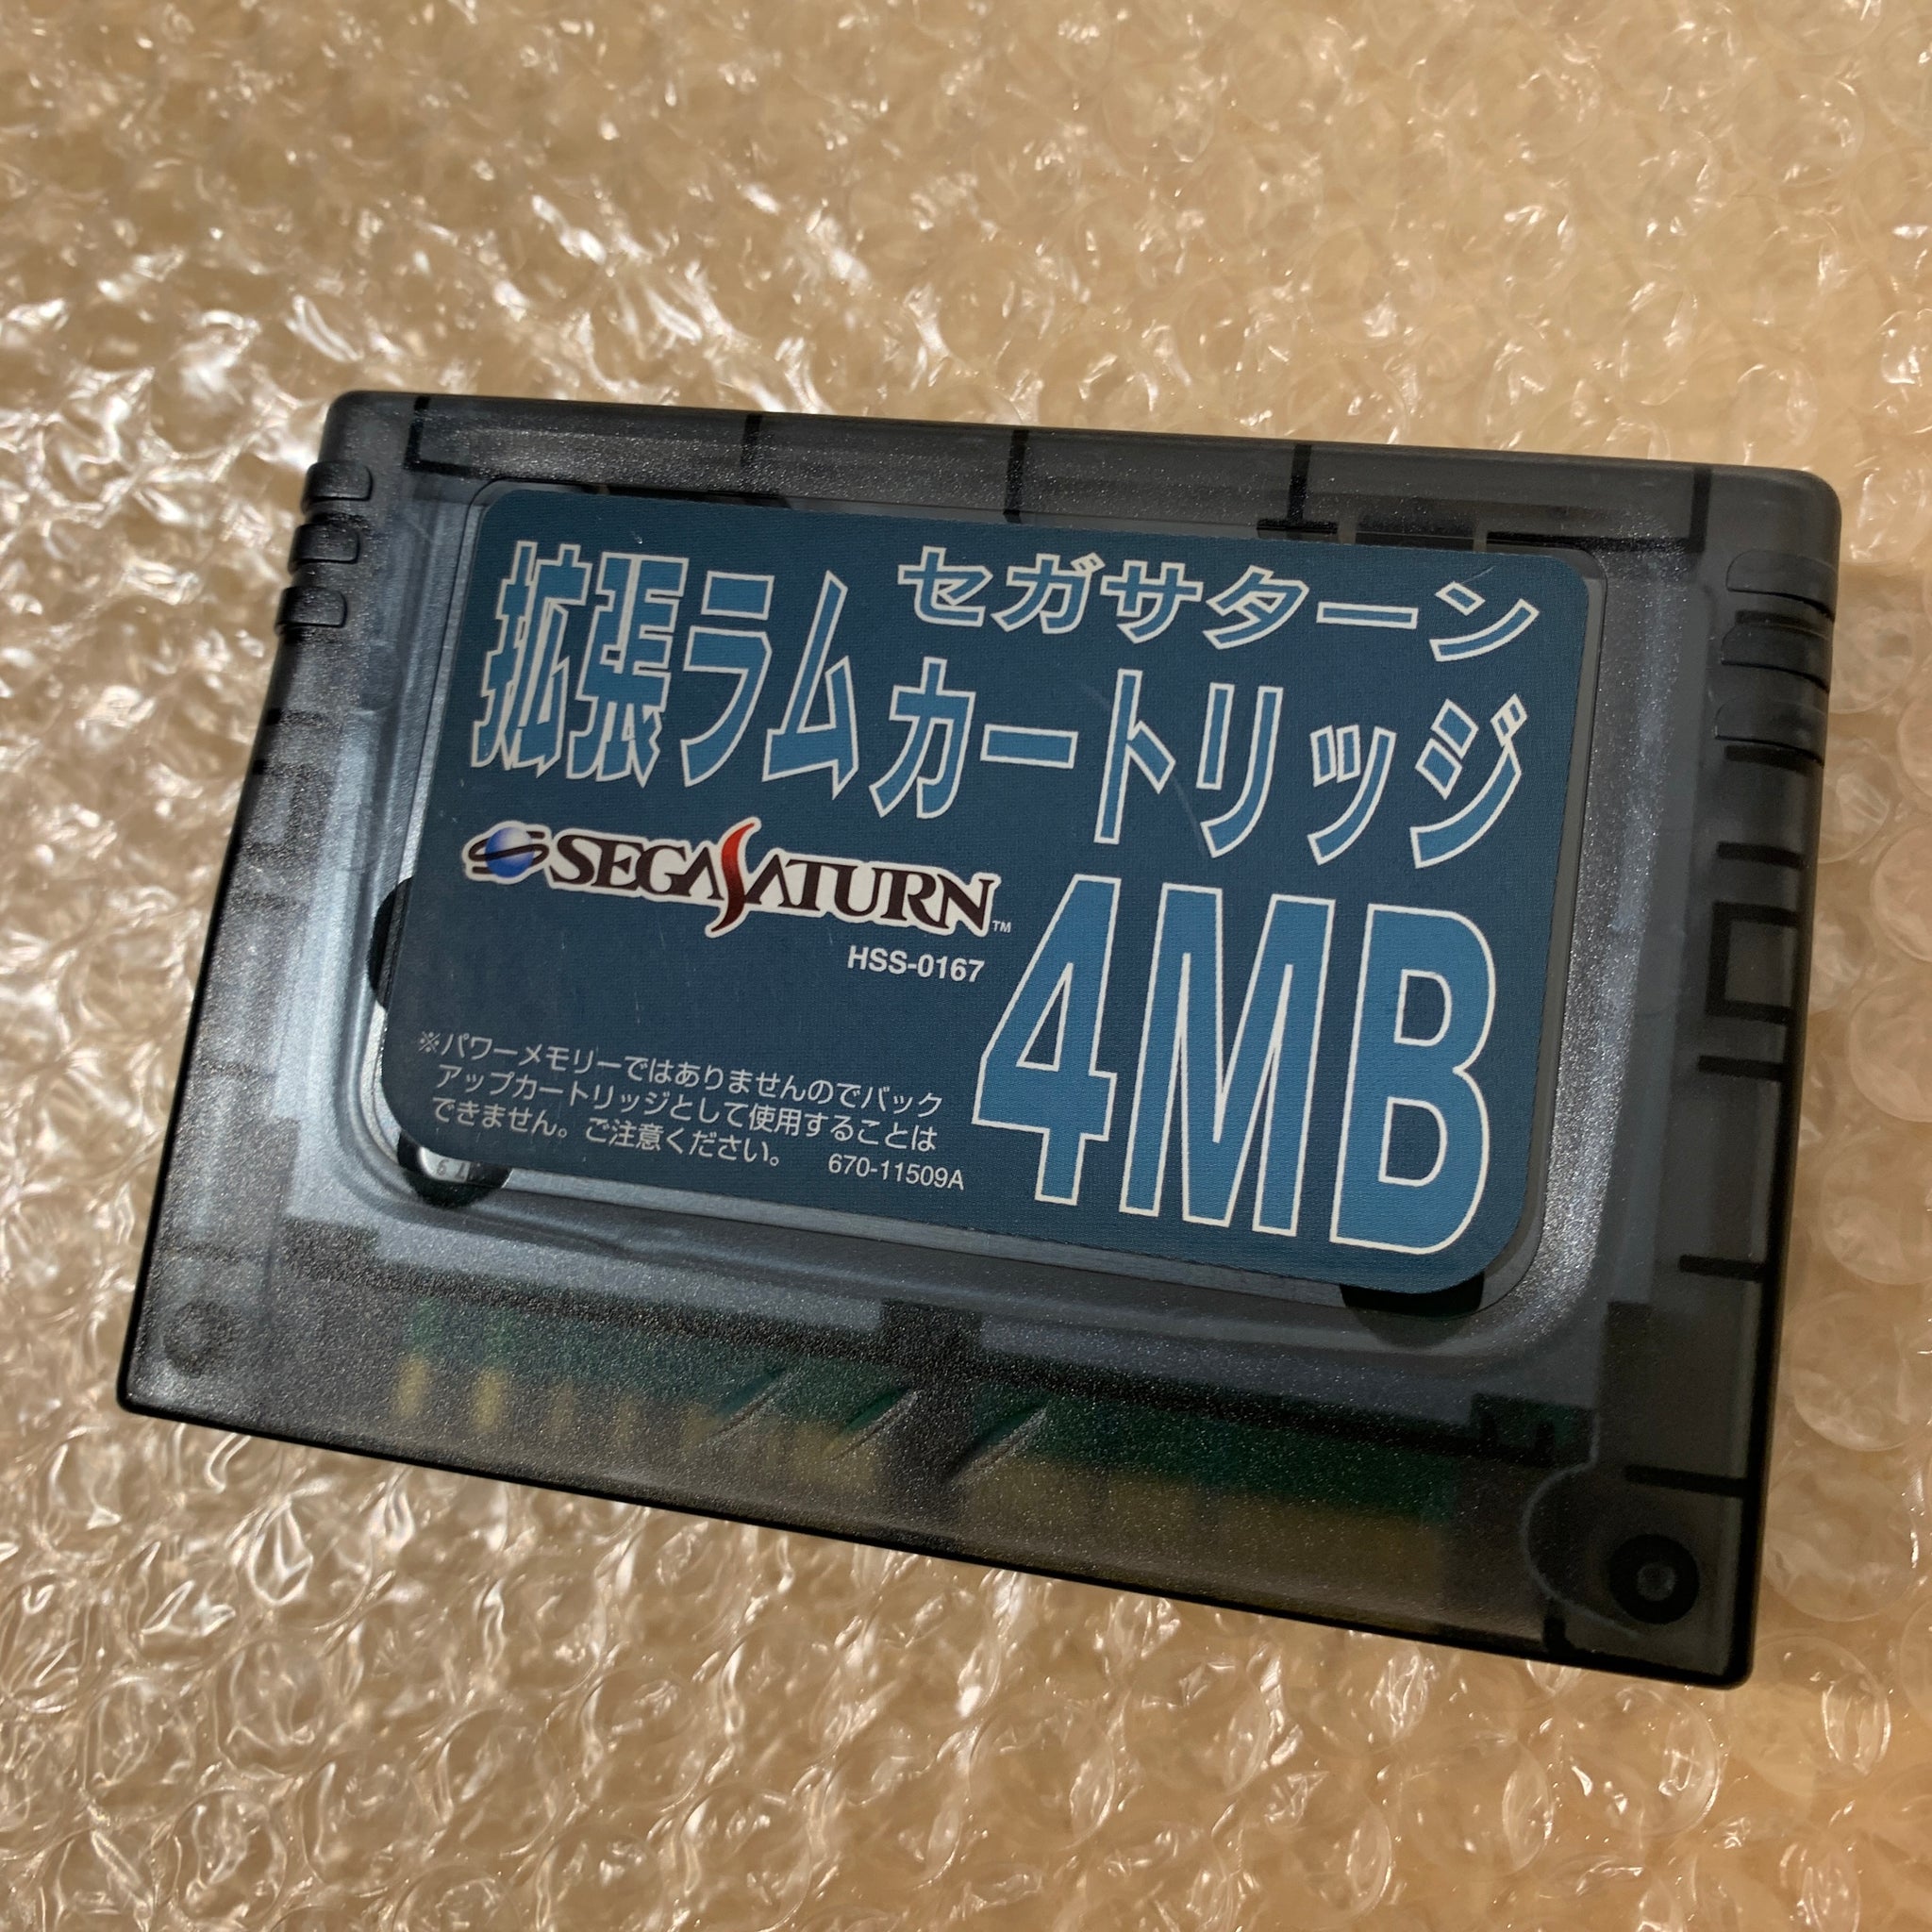 セガサターン
拡張ラムカートリッジ
SEGA SATURN™
HSS-0167
4MB
※パワーメモリーではありませんのでバック
アップカートリッジとして使用することは
できません。ご注意ください。
670-11509A